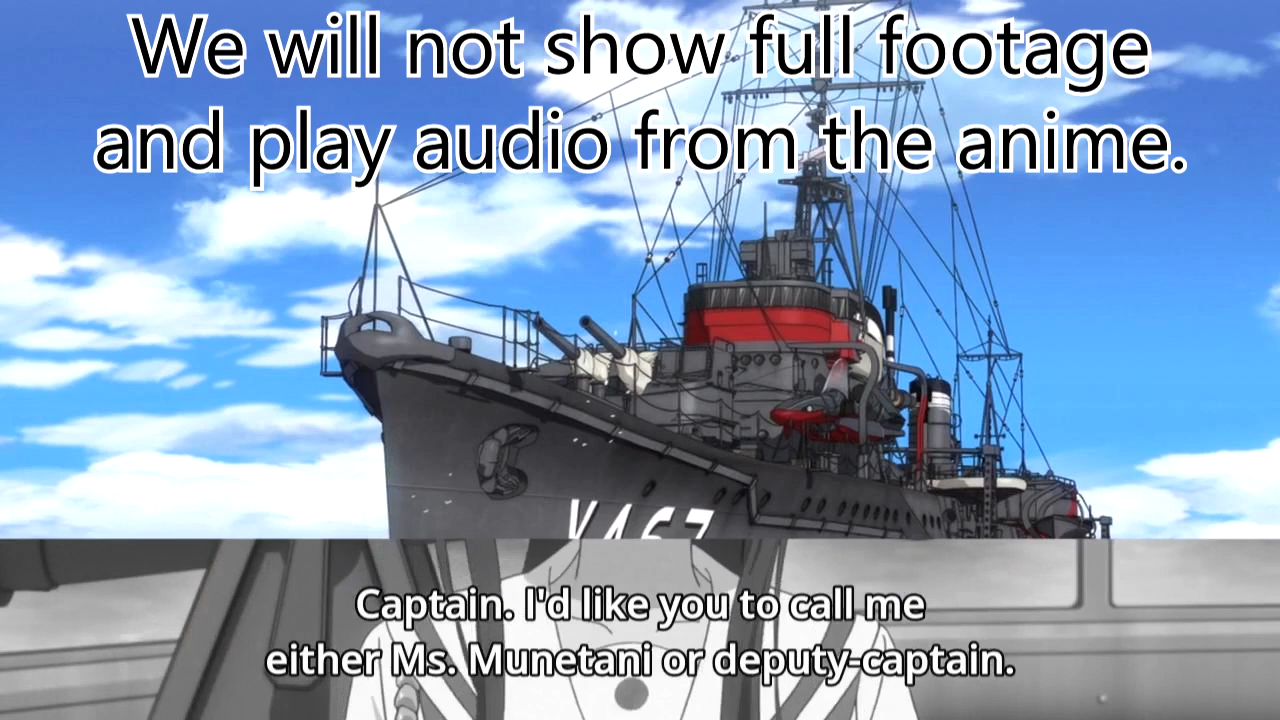 We will not show full footage
and play audio from the anime.
Captain. I'd like you to call me
either Ms. Munetani or deputy-captain.